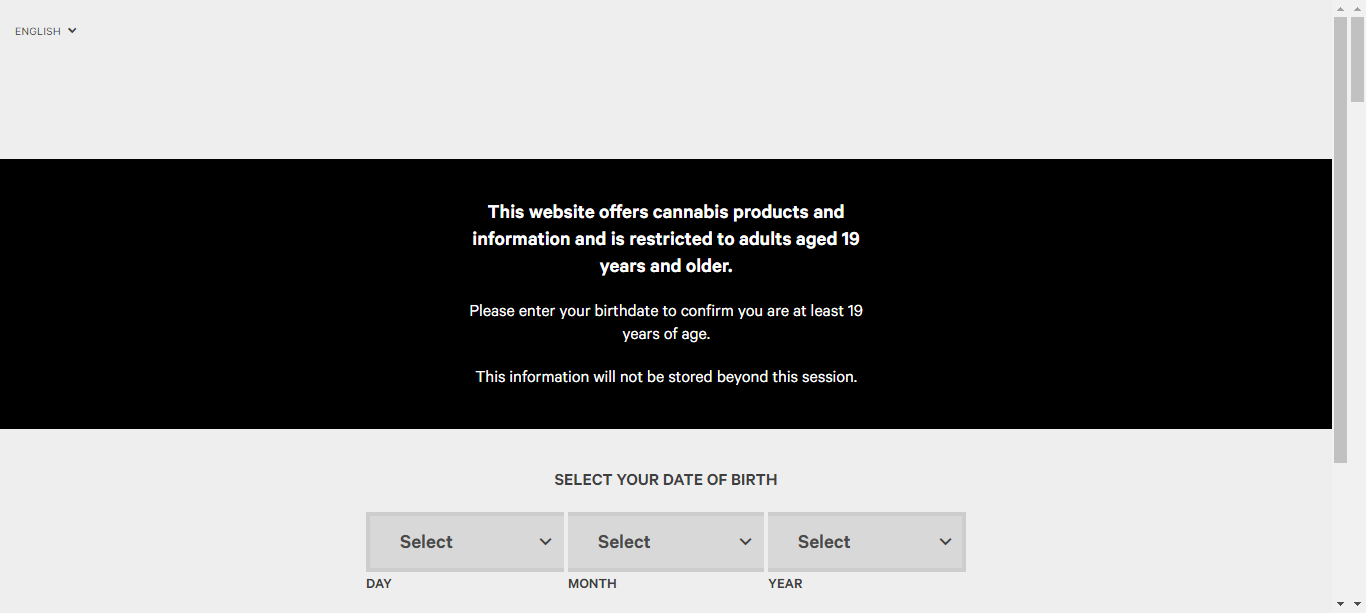 ENGLISH
This website offers cannabis products and
information and is restricted to adults aged 19
years and older.
Please enter your birthdate to confirm you are at least 19
years of age.
This information will not be stored beyond this session.
SELECT YOUR DATE OF BIRTH
Select Select Select
DAY MONTH YEAR